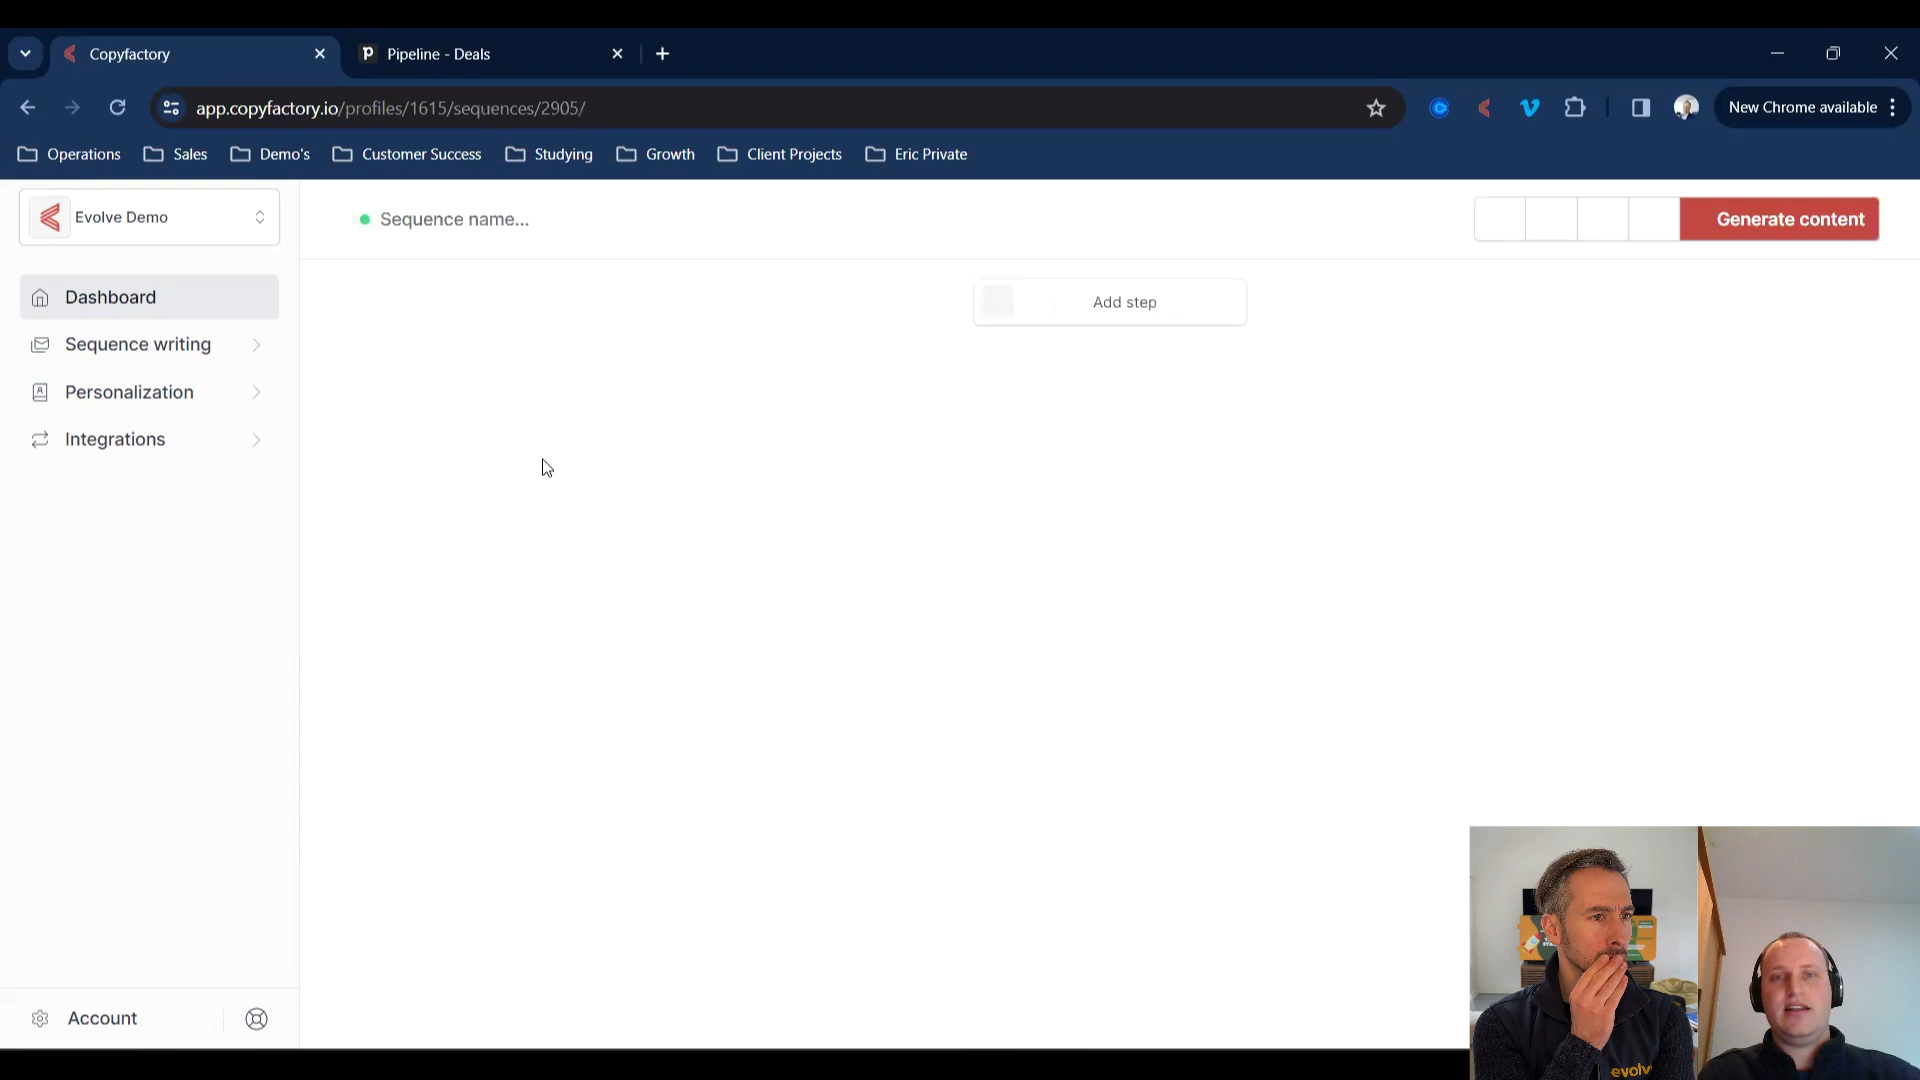 Copyfactory
Pipeline - Deals
app.copyfactory.io/profiles/1615/sequences/2905/
New Chrome available
Operations
Sales
Demo's
Customer Success
Studying
Growth
Client Projects
Eric Private
Evolve Demo
Sequence name...
Generate content
Dashboard
Add step
Sequence writing
Personalization
Integrations
Account